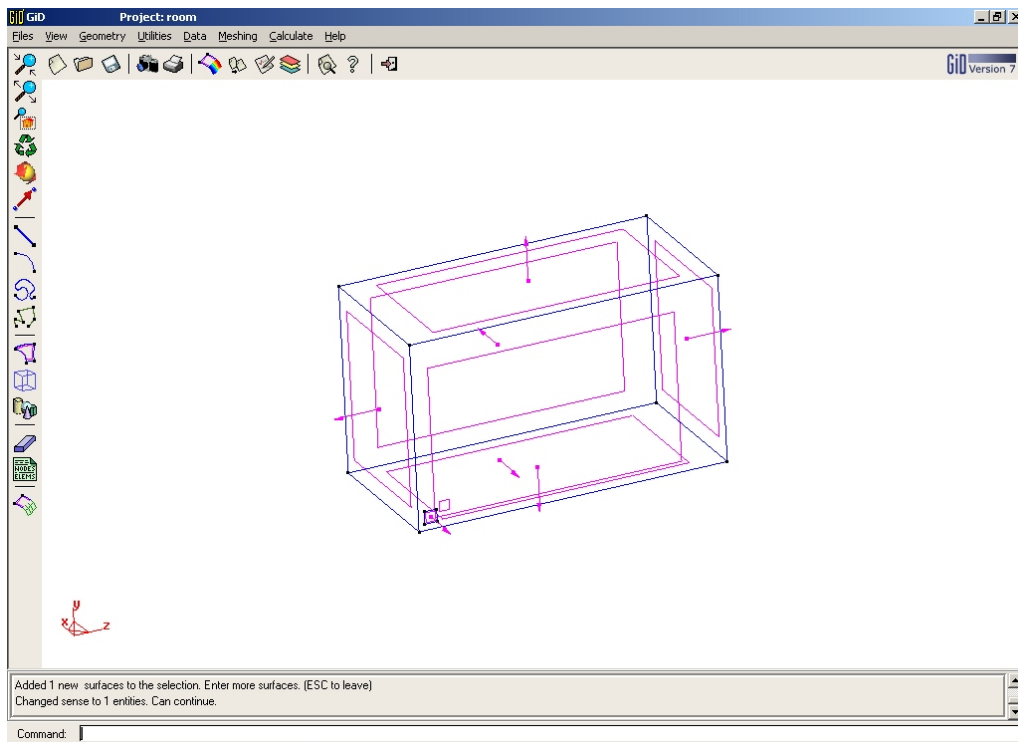 GiD GiD Project: room
Files View Geometry Utilities Data Meshing Calculate Help
GiD Version 7
NODES
ELEMS
y
x
z
Added 1 new surfaces to the selection. Enter more surfaces. (ESC to leave)
Changed sense to 1 entities. Can continue.
Command: